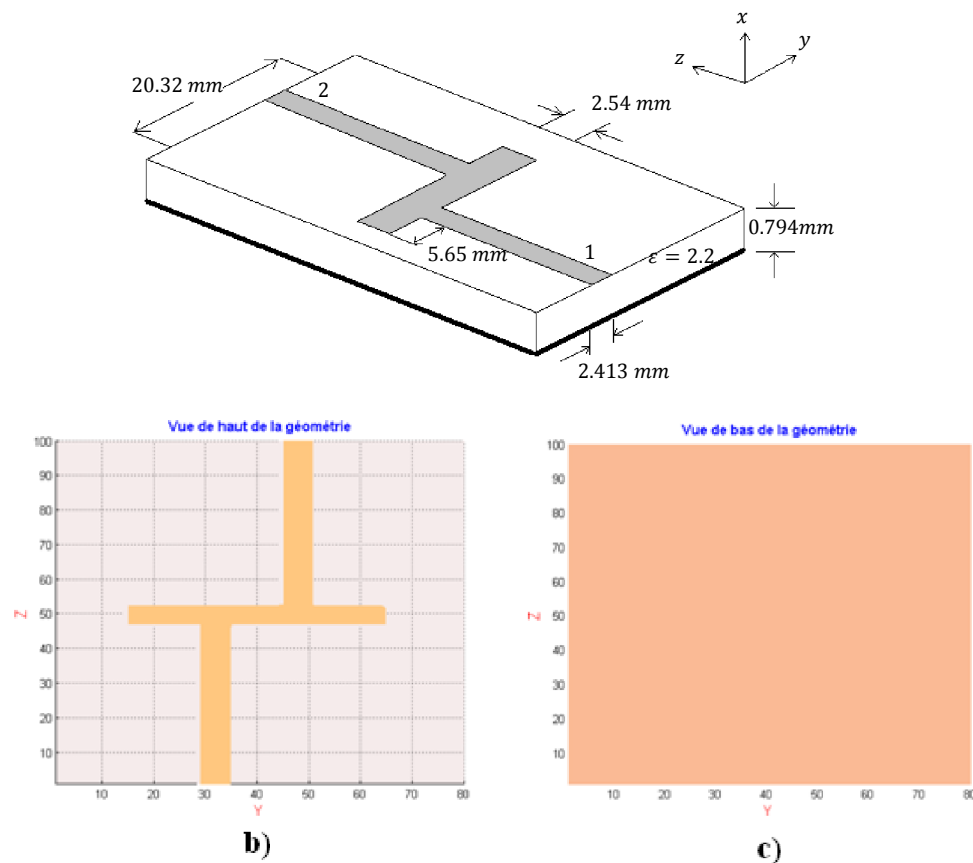 x
y
z
20.32 mm
2
2.54 mm
0.794mm
5.65 mm
1
ε = 2.2
2.413 mm
Vue de haut de la géométrie
100
90
80
70
60
50
40
30
20
10
Z
10 20 30 40 50 60 70 80
Y
b)
Vue de bas de la géométrie
100
90
80
70
60
50
40
30
20
10
Z
10 20 30 40 50 60 70 80
Y
c)